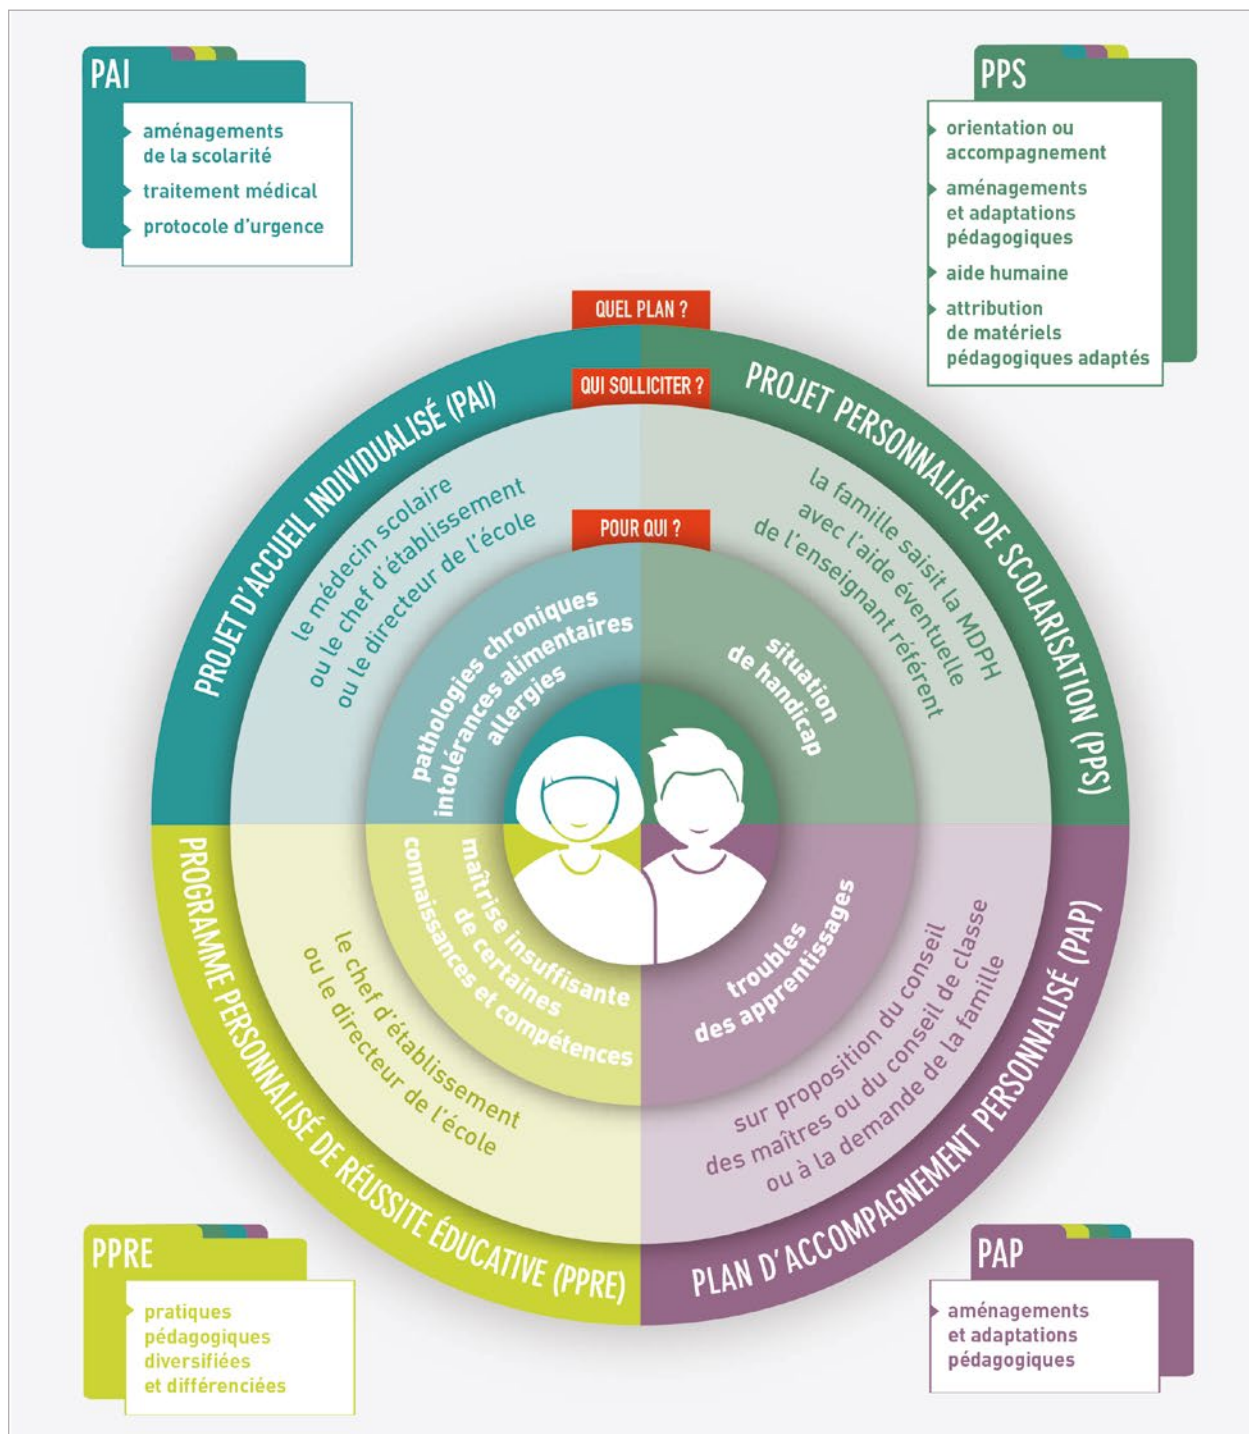 PAI
aménagements
de la scolarité
traitement médical
protocole d'urgence
PPS
orientation ou
accompagnement
aménagements
et adaptations
pédagogiques
aide humaine
attribution
de matériels
pédagogiques adaptés
QUEL PLAN ?
QUI SOLLICITER ?
POUR QUI ?
PROJET D'ACCUEIL INDIVIDUALISÉ (PAI)
le médecin scolaire
ou le chef d'établissement
ou le directeur de l'école
pathologies chroniques
intolérances alimentaires
allergies
PROJET PERSONNALISÉ DE SCOLARISATION (PPS)
la famille saisit la MDPH
avec l'aide éventuelle
de l'enseignant référent
situation
de handicap
PROGRAMME PERSONNALISÉ DE RÉUSSITE ÉDUCATIVE (PPRE)
le chef d'établissement
ou le directeur de l'école
maîtrise insuffisante
de certaines
connaissances et compétences
PLAN D'ACCOMPAGNEMENT PERSONNALISÉ (PAP)
sur proposition du conseil
des maîtres ou du conseil de classe
ou à la demande de la famille
troubles
des apprentissages
PPRE
pratiques
pédagogiques
diversifiées
et différenciées
PAP
aménagements
et adaptations
pédagogiques